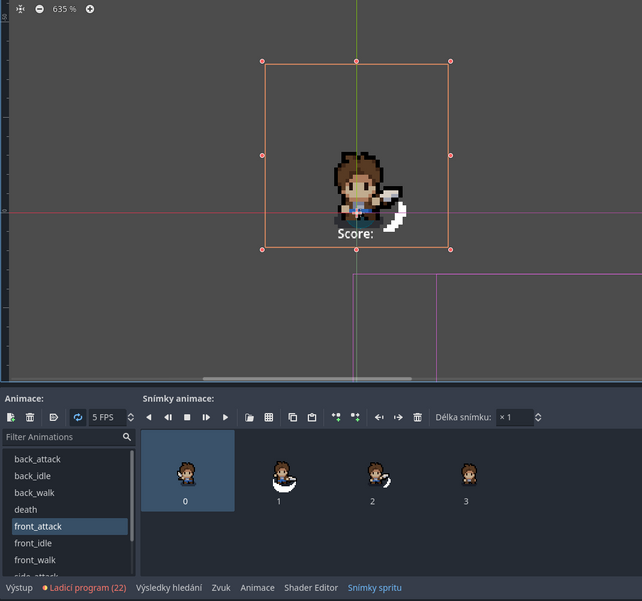 635 %
Score:
Animace:
Snímky animace:
5 FPS
Délka snímku:
× 1
Filter Animations
back_attack
back_idle
back_walk
death
front_attack
front_idle
front_walk
side_attack
0
1
2
3
Výstup
Ladicí program (22)
Výsledky hledání
Zvuk
Animace
Shader Editor
Snímky spritu